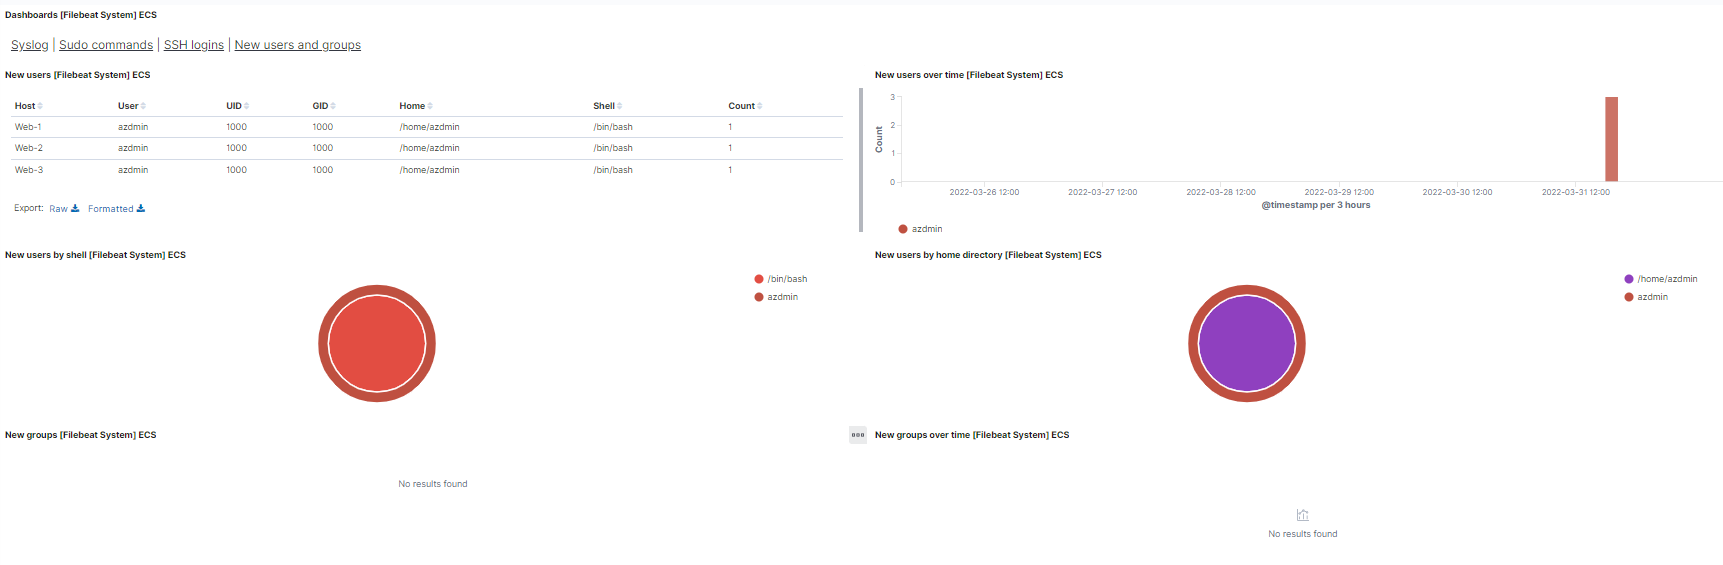 Dashboards [Filebeat System] ECS
Syslog | Sudo commands | SSH logins | New users and groups
New users [Filebeat System] ECS
Host User UID GID Home Shell Count
Web-1 azdmin 1000 1000 /home/azdmin /bin/bash 1
Web-2 azdmin 1000 1000 /home/azdmin /bin/bash 1
Web-3 azdmin 1000 1000 /home/azdmin /bin/bash 1
Export: Raw Formatted
New users over time [Filebeat System] ECS
Count
3
2
1
0
2022-03-26 12:00 2022-03-27 12:00 2022-03-28 12:00 2022-03-29 12:00 2022-03-30 12:00 2022-03-31 12:00
@timestamp per 3 hours
azdmin
New users by shell [Filebeat System] ECS
/bin/bash
azdmin
New users by home directory [Filebeat System] ECS
/home/azdmin
azdmin
New groups [Filebeat System] ECS
No results found
New groups over time [Filebeat System] ECS
No results found